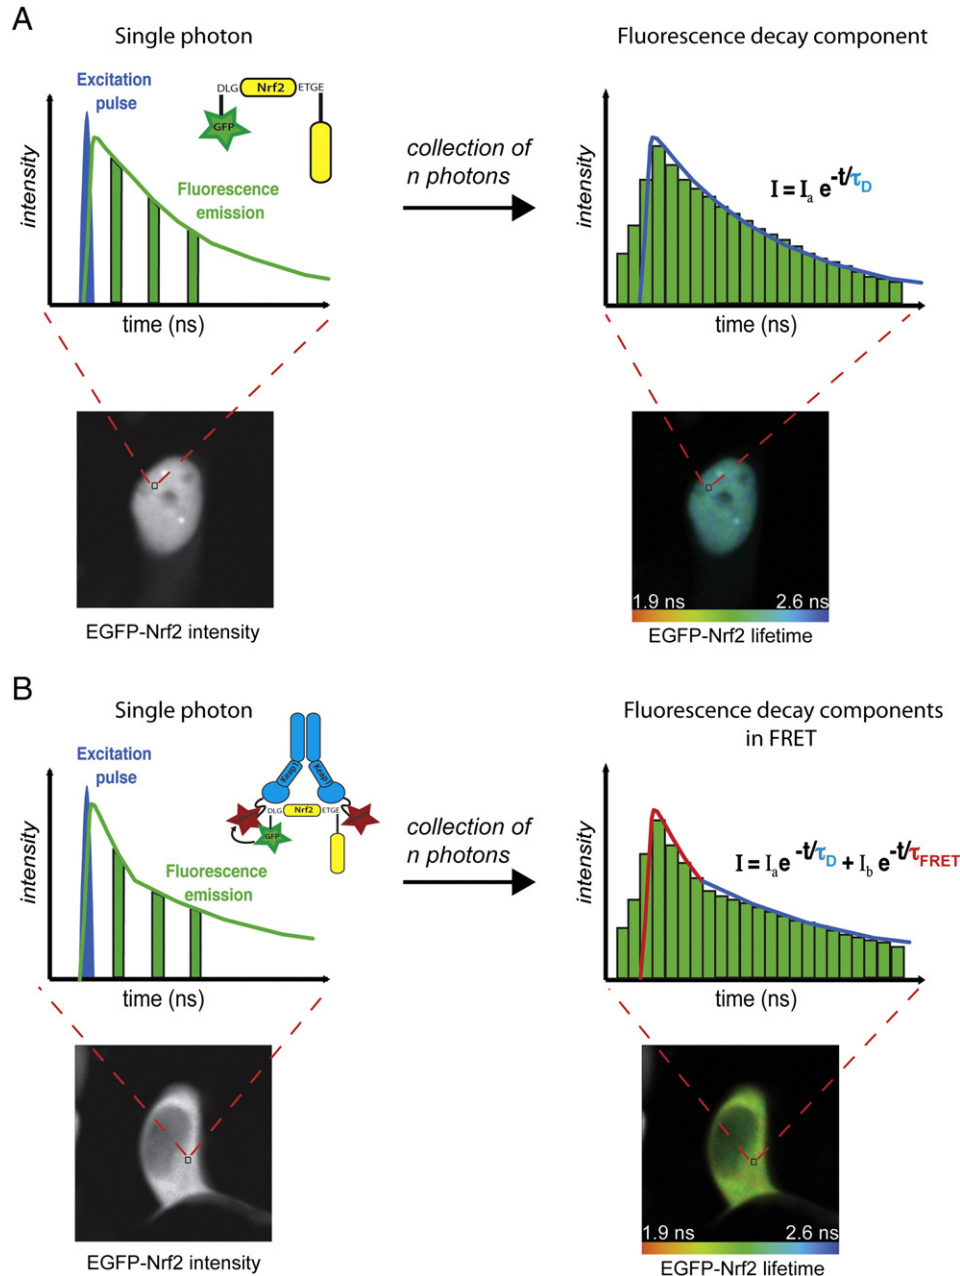 A
Single photon
Fluorescence decay component
Excitation
pulse
DLG Nrf2 ETGE
GFP
Fluorescence
emission
intensity
time (ns)
collection of
n photons
intensity
I = Ia e-t/τD
time (ns)
EGFP-Nrf2 intensity
1.9 ns 2.6 ns
EGFP-Nrf2 lifetime
B
Single photon
Fluorescence decay components
in FRET
Excitation
pulse
Keap1 Keap1
DLG Nrf2 ETGE
GFP
Fluorescence
emission
intensity
time (ns)
collection of
n photons
intensity
I = Iae-t/τD + Ib e-t/τFRET
time (ns)
EGFP-Nrf2 intensity
1.9 ns 2.6 ns
EGFP-Nrf2 lifetime